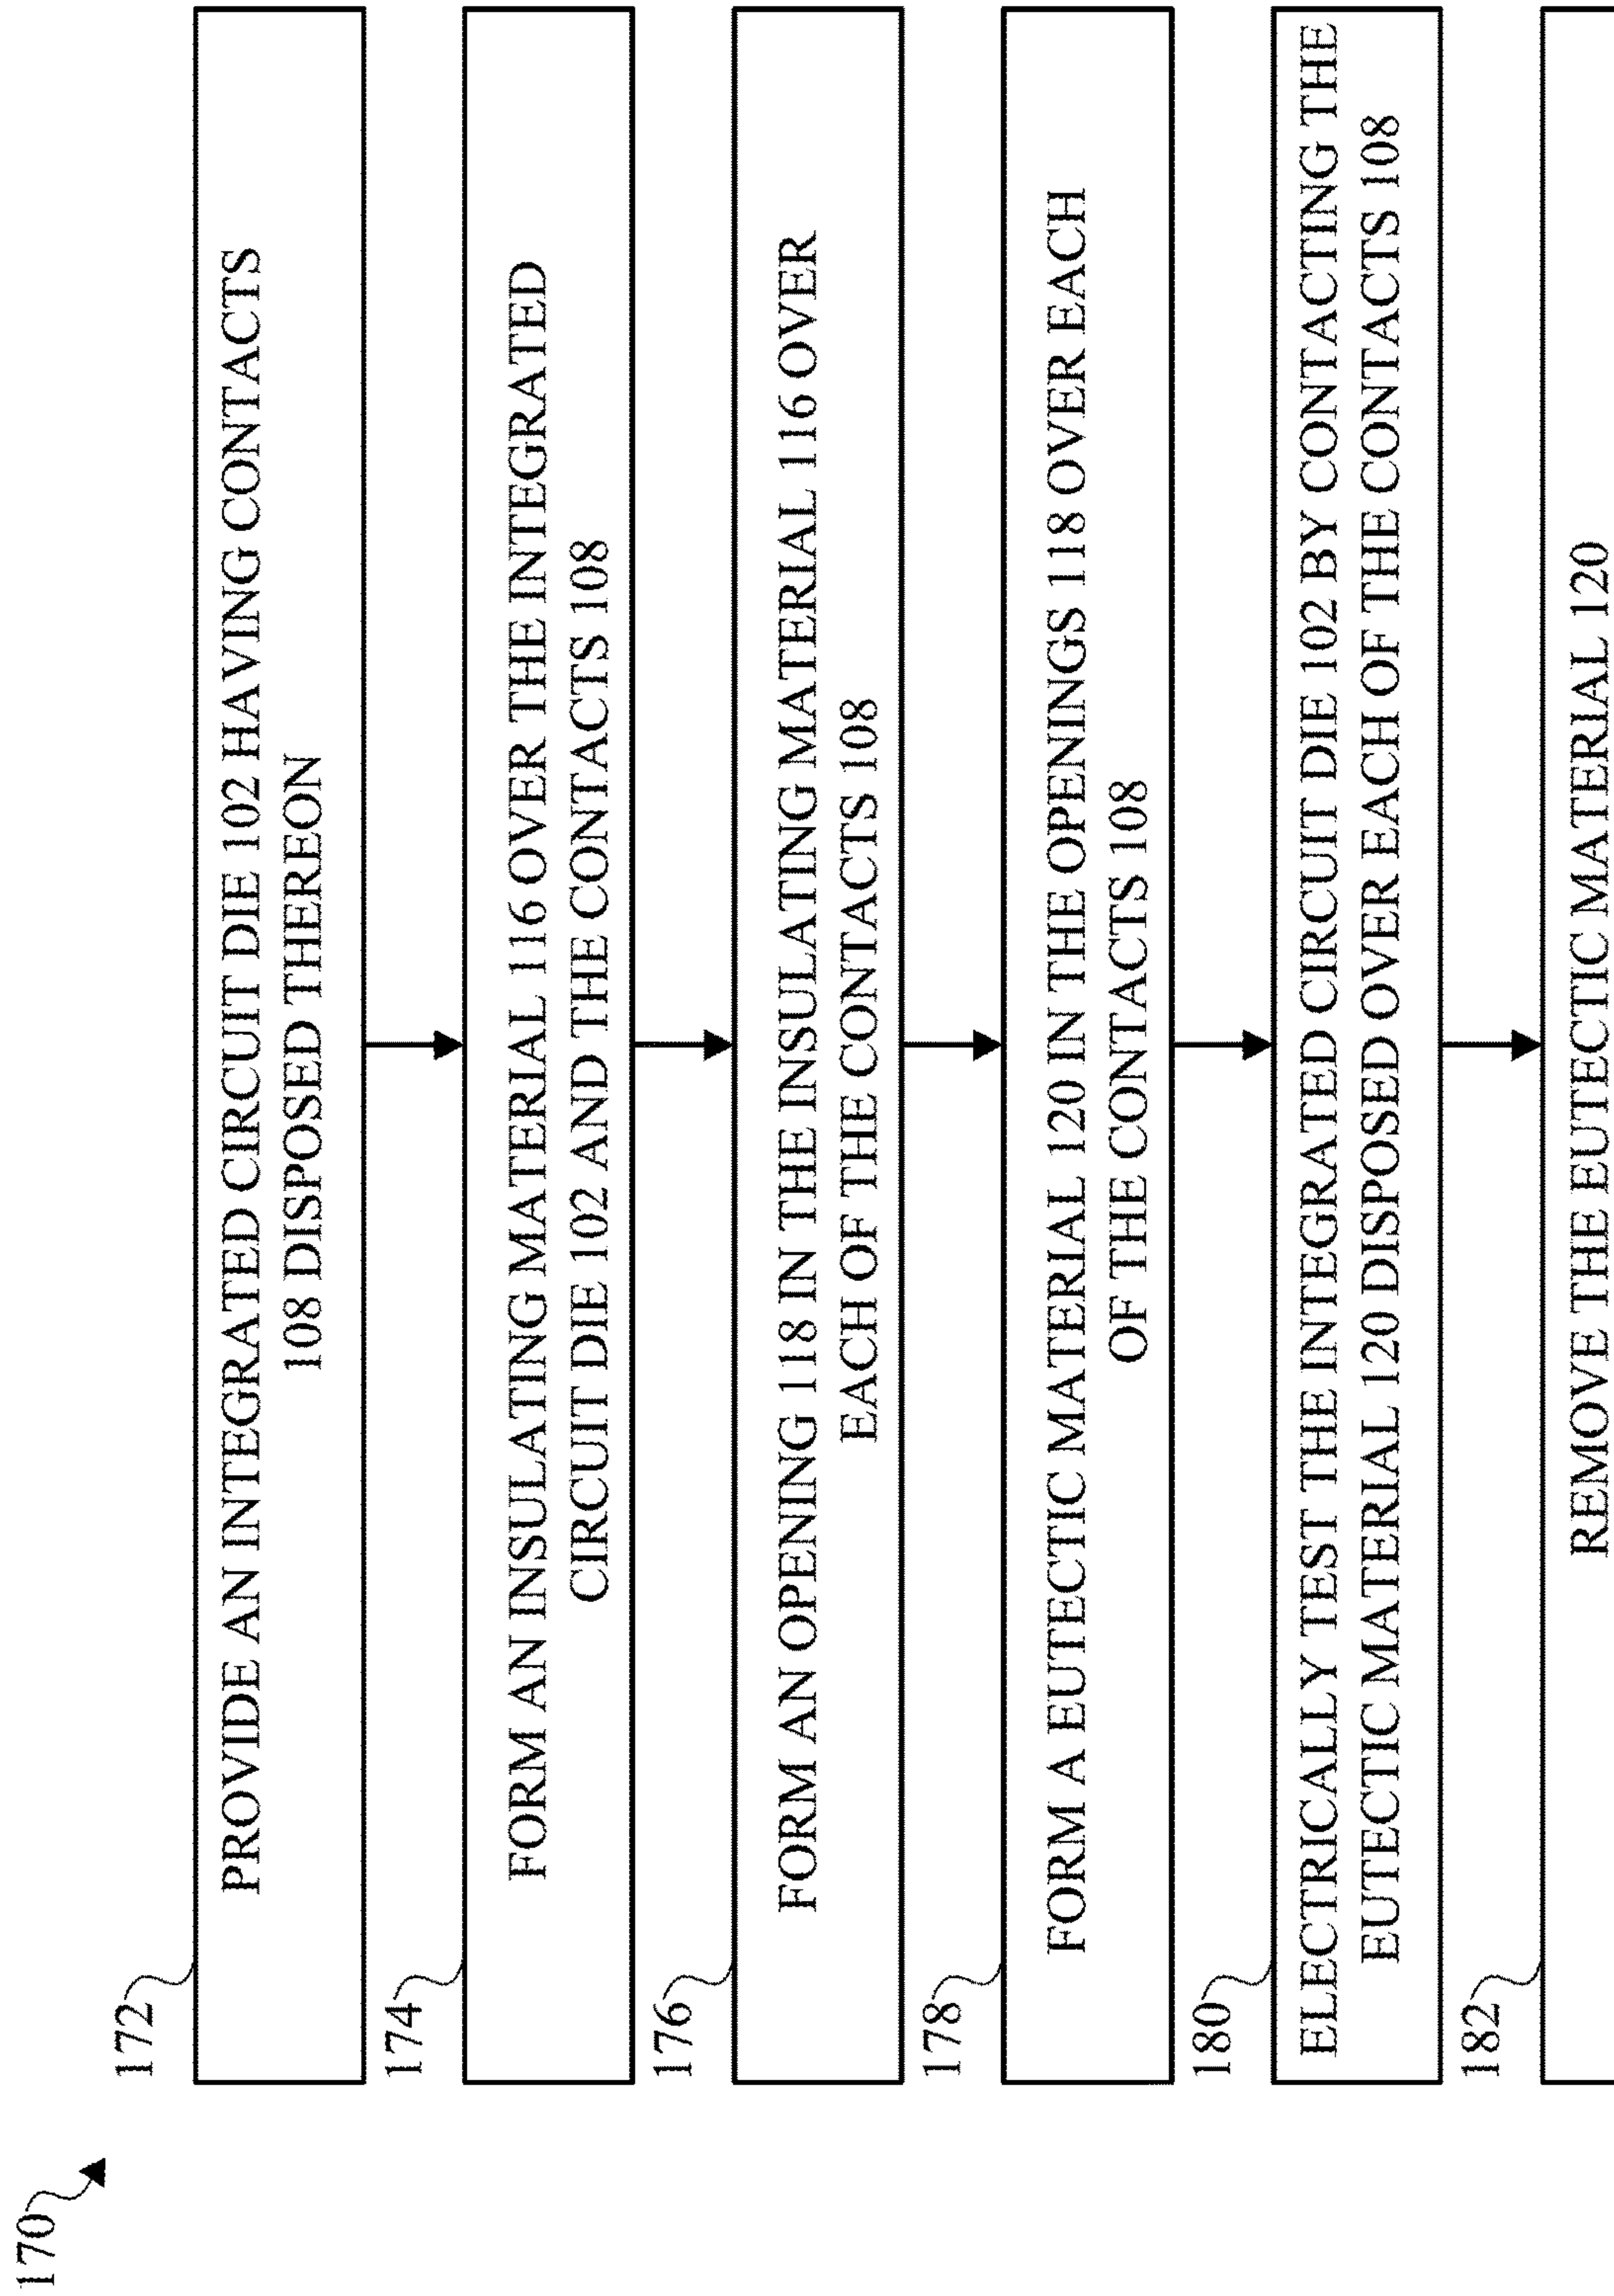 170
172
PROVIDE AN INTEGRATED CIRCUIT DIE 102 HAVING CONTACTS
108 DISPOSED THEREON
174
FORM AN INSULATING MATERIAL 116 OVER THE INTEGRATED
CIRCUIT DIE 102 AND THE CONTACTS 108
176
FORM AN OPENING 118 IN THE INSULATING MATERIAL 116 OVER
EACH OF THE CONTACTS 108
178
FORM A EUTECTIC MATERIAL 120 IN THE OPENINGS 118 OVER EACH
OF THE CONTACTS 108
180
ELECTRICALLY TEST THE INTEGRATED CIRCUIT DIE 102 BY CONTACTING THE
EUTECTIC MATERIAL 120 DISPOSED OVER EACH OF THE CONTACTS 108
182
REMOVE THE EUTECTIC MATERIAL 120